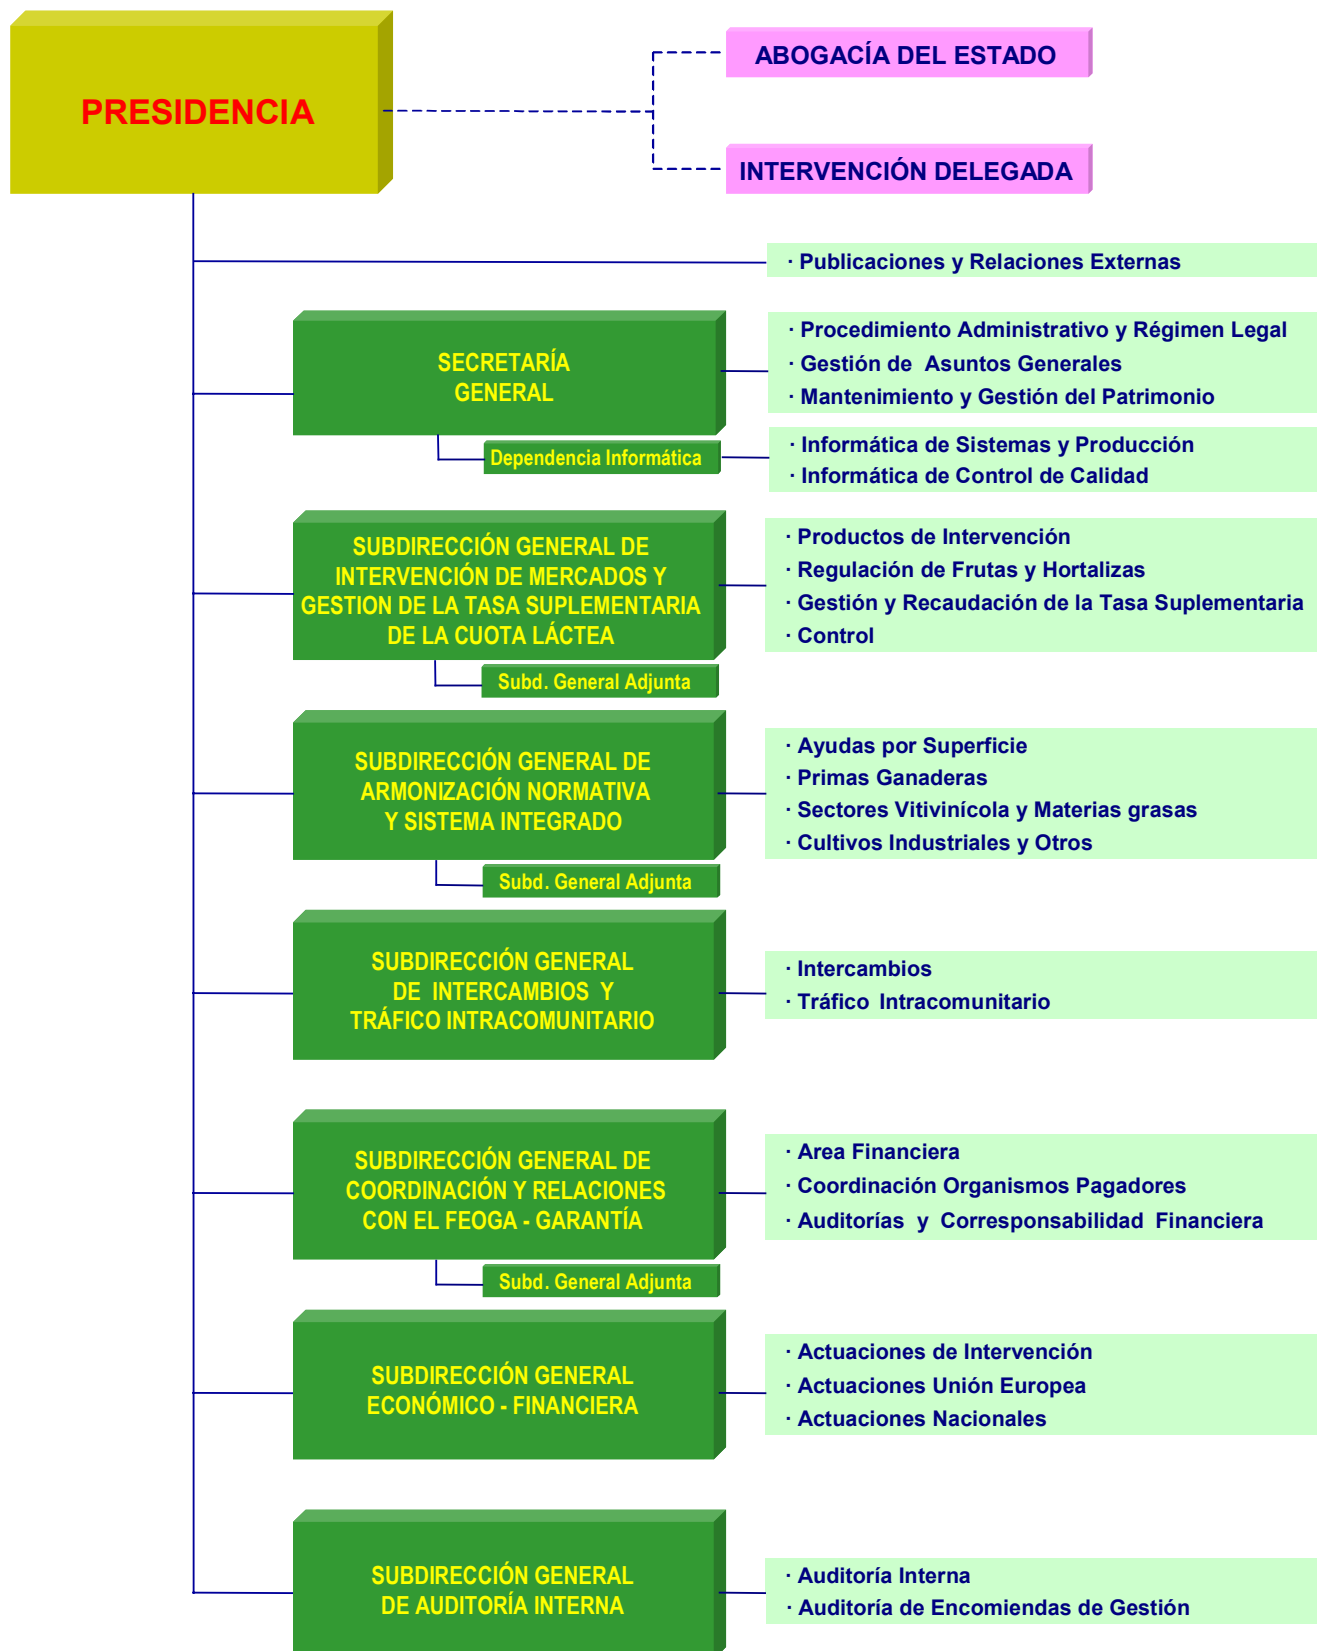 PRESIDENCIA
ABOGACÍA DEL ESTADO
INTERVENCIÓN DELEGADA
· Publicaciones y Relaciones Externas
SECRETARÍA
GENERAL
· Procedimiento Administrativo y Régimen Legal
· Gestión de Asuntos Generales
· Mantenimiento y Gestión del Patrimonio
Dependencia Informática
· Informática de Sistemas y Producción
· Informática de Control de Calidad
SUBDIRECCIÓN GENERAL DE
INTERVENCIÓN DE MERCADOS Y
GESTION DE LA TASA SUPLEMENTARIA
DE LA CUOTA LÁCTEA
· Productos de Intervención
· Regulación de Frutas y Hortalizas
· Gestión y Recaudación de la Tasa Suplementaria
· Control
Subd. General Adjunta
SUBDIRECCIÓN GENERAL DE
ARMONIZACIÓN NORMATIVA
Y SISTEMA INTEGRADO
· Ayudas por Superficie
· Primas Ganaderas
· Sectores Vitivinícola y Materias grasas
· Cultivos Industriales y Otros
Subd. General Adjunta
SUBDIRECCIÓN GENERAL
DE INTERCAMBIOS Y
TRÁFICO INTRACOMUNITARIO
· Intercambios
· Tráfico Intracomunitario
SUBDIRECCIÓN GENERAL DE
COORDINACIÓN Y RELACIONES
CON EL FEOGA - GARANTÍA
· Area Financiera
· Coordinación Organismos Pagadores
· Auditorías y Corresponsabilidad Financiera
Subd. General Adjunta
SUBDIRECCIÓN GENERAL
ECONÓMICO - FINANCIERA
· Actuaciones de Intervención
· Actuaciones Unión Europea
· Actuaciones Nacionales
SUBDIRECCIÓN GENERAL
DE AUDITORÍA INTERNA
· Auditoría Interna
· Auditoría de Encomiendas de Gestión